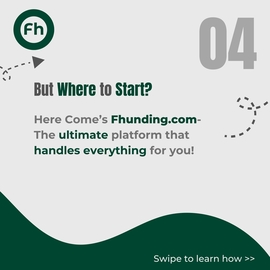 Fh
04
But Where to Start?
Here Come's Fhunding.com-
The ultimate platform that
handles everything for you!
Swipe to learn how >>